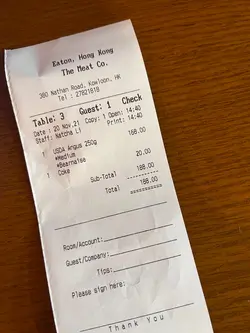 Eaton, Hong Kong
The Meat Co.
380 Nathan Road, Kowloon, HK
Tel : 27821818
Table: 3 Guest: 1 Check
Date : 20 Nov,21 Copy: 1 Open: 14:40
Staff: Natcha Li Print: 14:40
1 USDA Angus 250g 168.00
*Medium
*Bearnaise
1 Coke 20.00
Sub-Total 188.00
Total 188.00
Room/Account:
Guest/Company:
Tips:
Please sign here:
Thank You